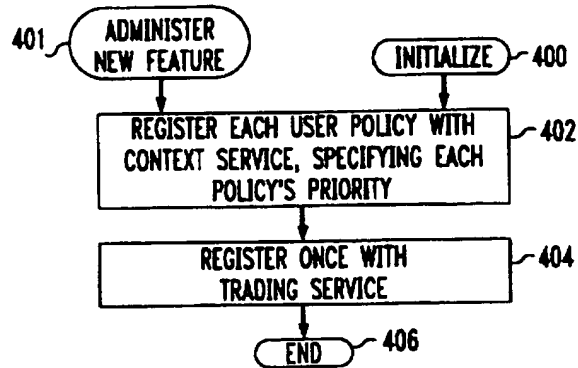 401
ADMINISTER
NEW FEATURE
INITIALIZE
400
REGISTER EACH USER POLICY WITH
CONTEXT SERVICE, SPECIFYING EACH
POLICY'S PRIORITY
402
REGISTER ONCE WITH
TRADING SERVICE
404
END
406